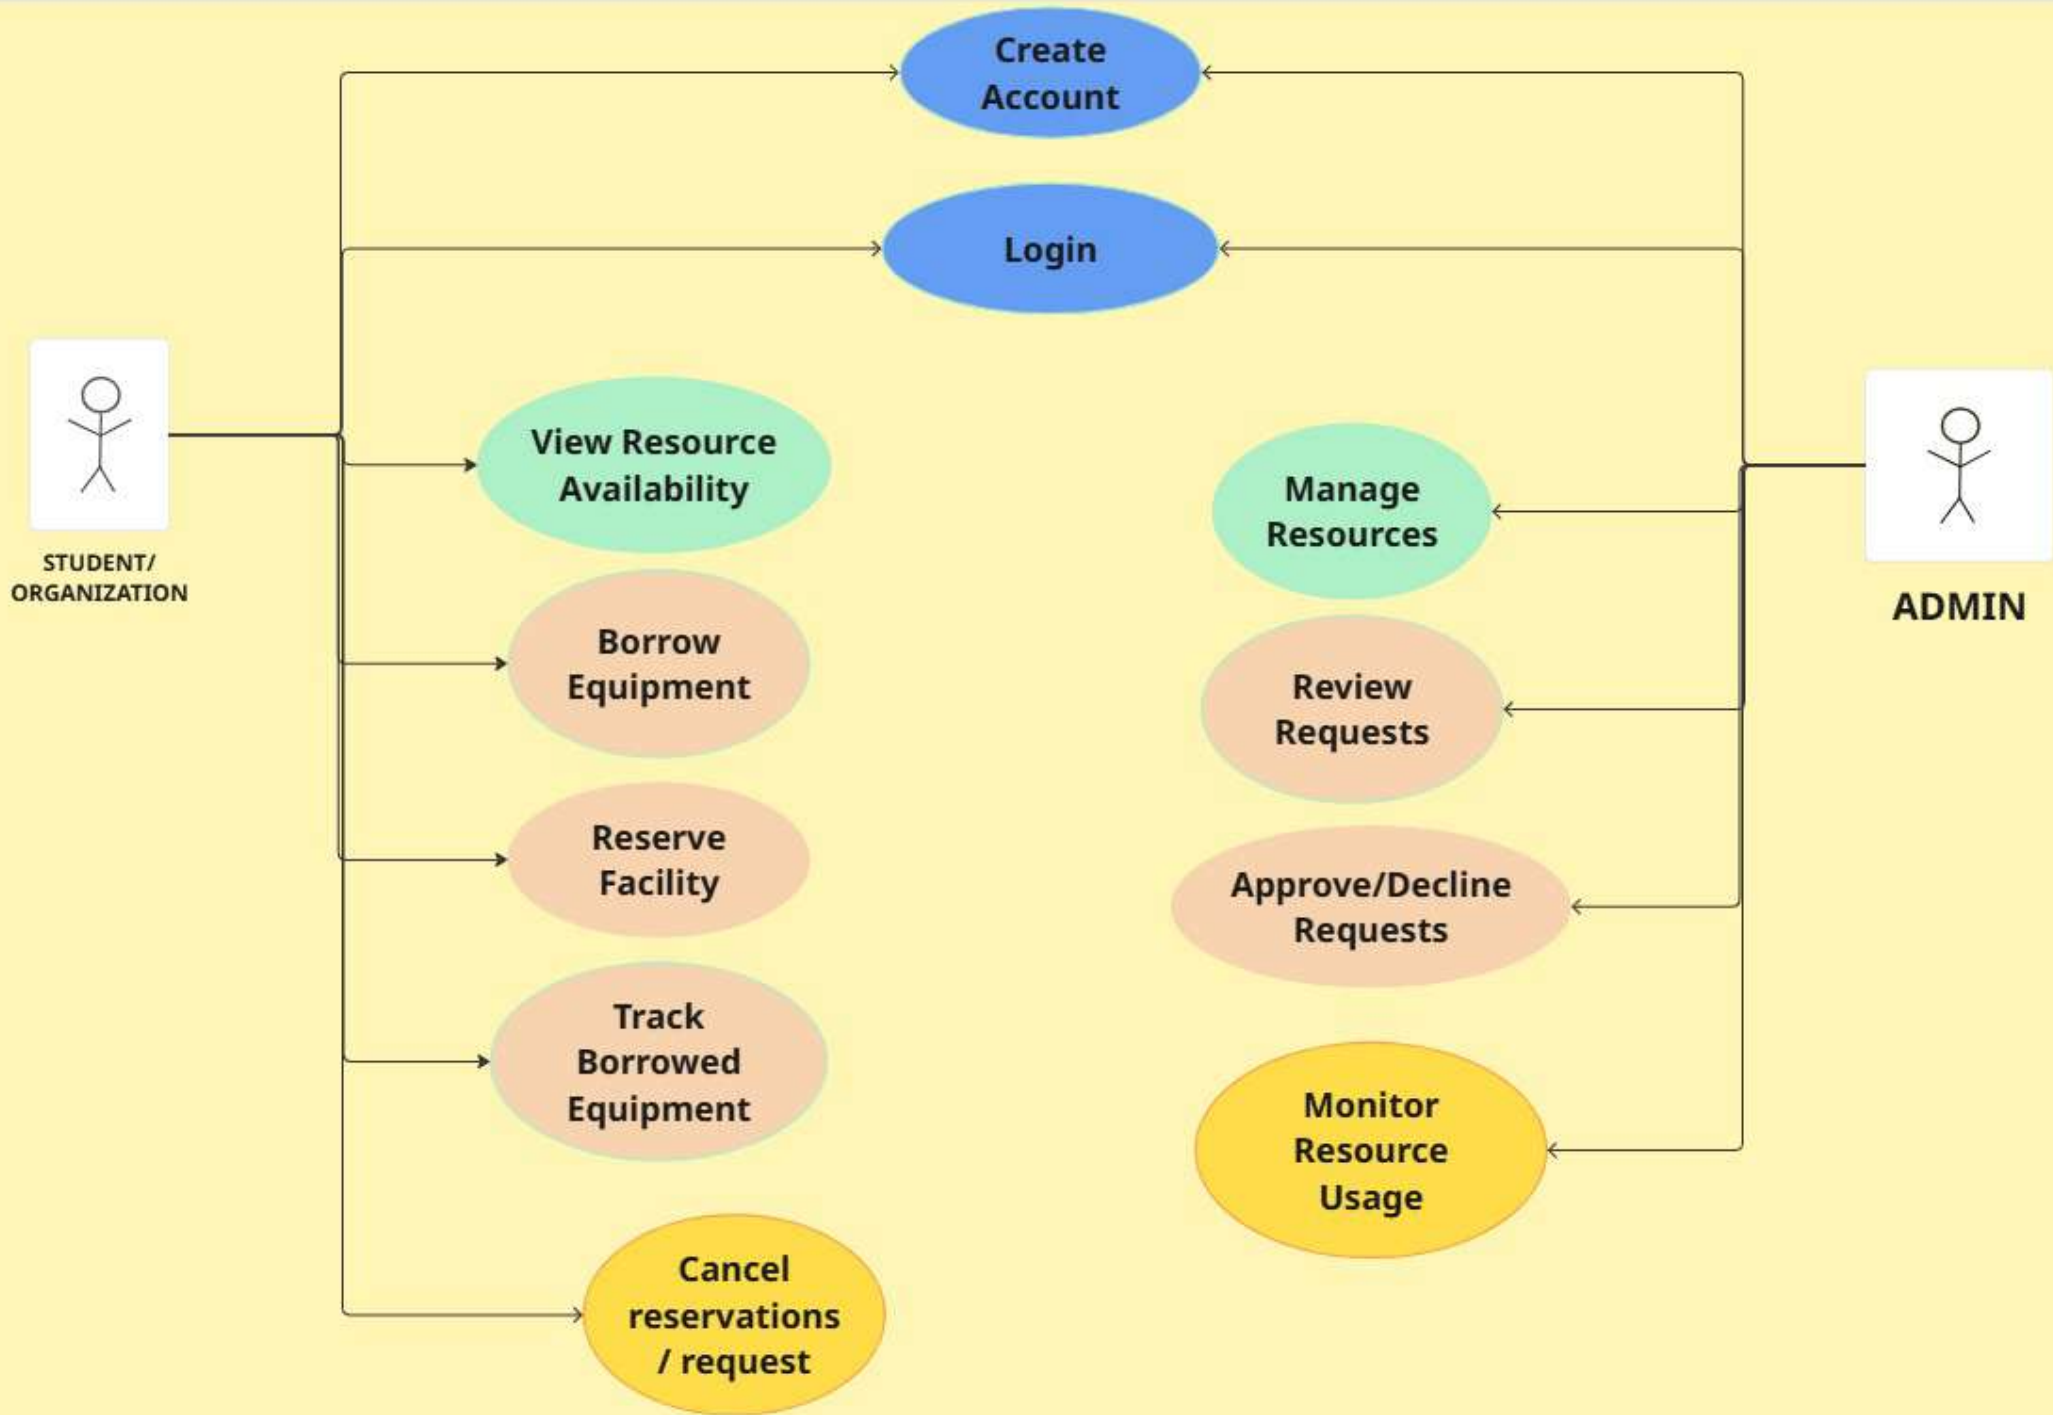 Create
Account
Login
STUDENT/
ORGANIZATION
View Resource
Availability
Borrow
Equipment
Reserve
Facility
Track
Borrowed
Equipment
Cancel
reservations
/ request
Manage
Resources
Review
Requests
Approve/Decline
Requests
Monitor
Resource
Usage
ADMIN